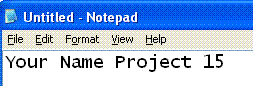 Untitled - Notepad
File Edit Format View Help
Your Name Project 15